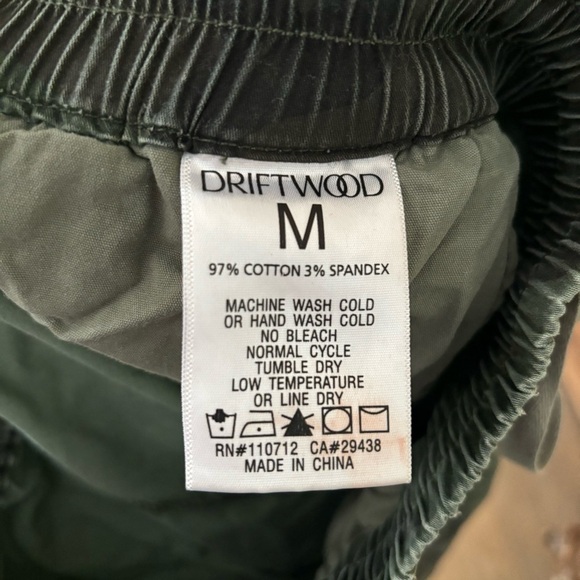 DRIFTWOOD
M
97% COTTON 3% SPANDEX
MACHINE WASH COLD
OR HAND WASH COLD
NO BLEACH
NORMAL CYCLE
TUMBLE DRY
LOW TEMPERATURE
OR LINE DRY
RN#110712 CA#29438
MADE IN CHINA